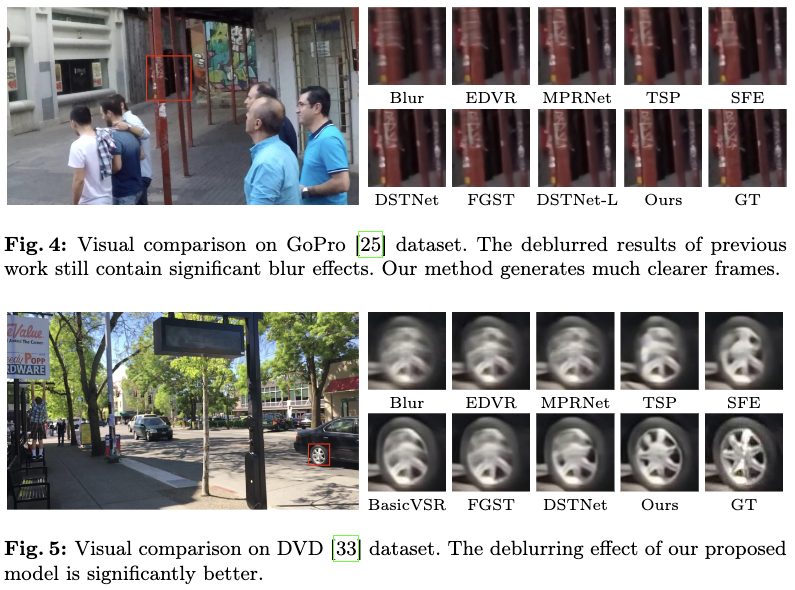 Blur EDVR MPRNet TSP SFE
DSTNet FGST DSTNet-L Ours GT
Fig. 4: Visual comparison on GoPro [25] dataset. The deblurred results of previous
work still contain significant blur effects. Our method generates much clearer frames.
eValue
edy POPP
RDWARE
Blur EDVR MPRNet TSP SFE
BasicVSR FGST DSTNet Ours GT
Fig. 5: Visual comparison on DVD [33] dataset. The deblurring effect of our proposed
model is significantly better.